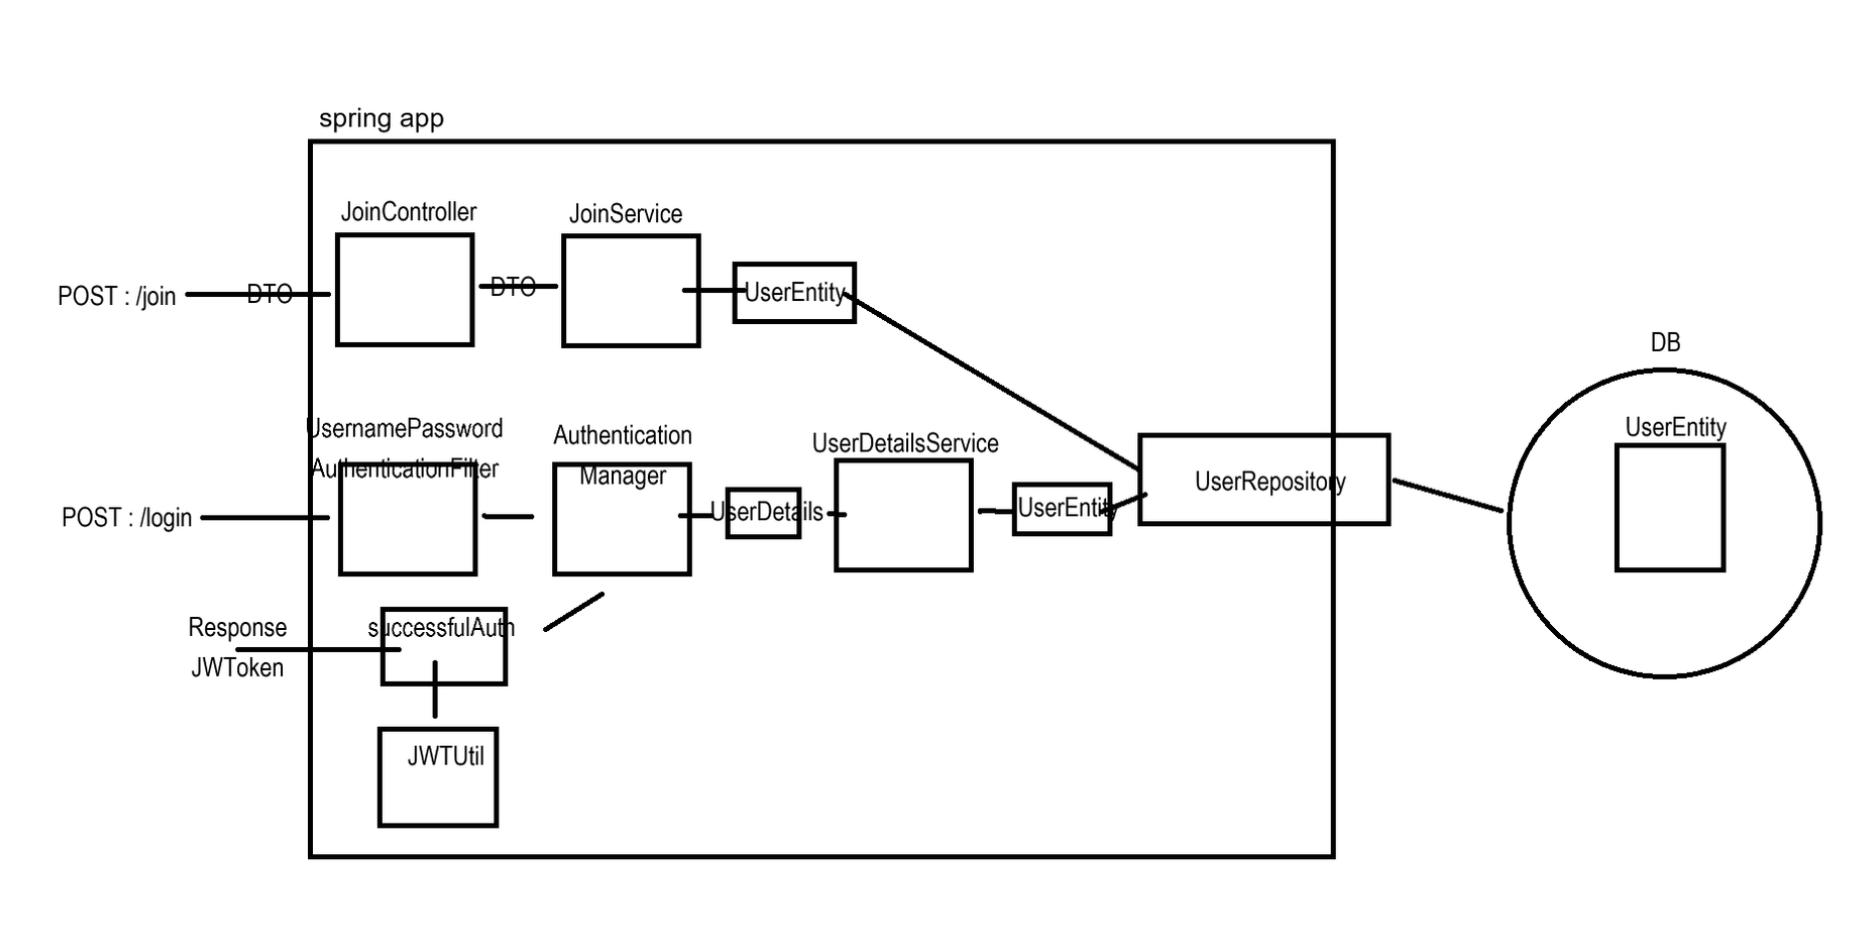 spring app
JoinController
JoinService
POST : /join
DTO
DTO
UserEntity
DB
UserEntity
UsernamePassword
AuthenticationFilter
Authentication
Manager
UserDetailsService
UserRepository
POST : /login
UserDetails
UserEntity
Response
JWToken
successfulAuth
JWTUtil